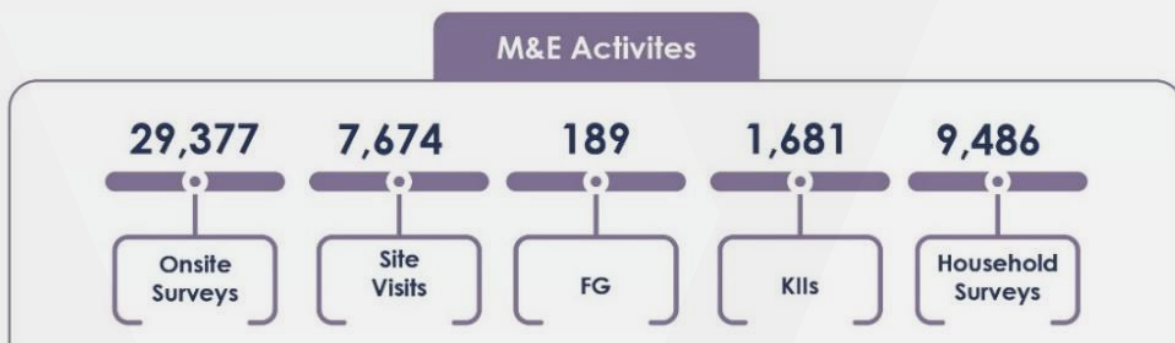 M&E Activites
29,377
7,674
189
1,681
9,486
Onsite
Surveys
Site
Visits
FG
KIIs
Household
Surveys